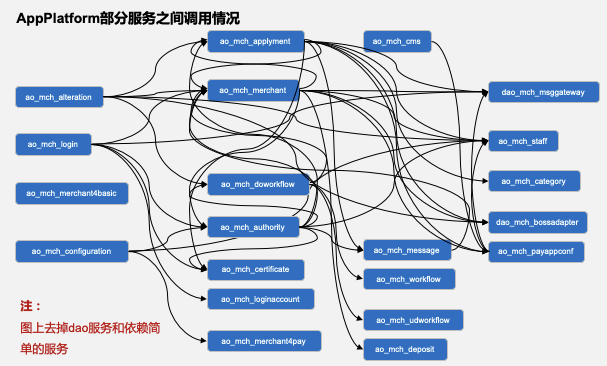 AppPlatform部分服务之间调用情况
ao_mch_applyment
ao_mch_cms
ao_mch_merchant
dao_mch_msggateway
ao_mch_alteration
ao_mch_login
ao_mch_staff
ao_mch_merchant4basic
ao_mch_doworkflow
ao_mch_category
ao_mch_authority
dao_mch_bossadapter
ao_mch_configuration
ao_mch_message
ao_mch_payappconf
ao_mch_certificate
ao_mch_workflow
ao_mch_loginaccount
ao_mch_udworkflow
ao_mch_merchant4pay
ao_mch_deposit
注：
图上去掉dao服务和依赖简
单的服务